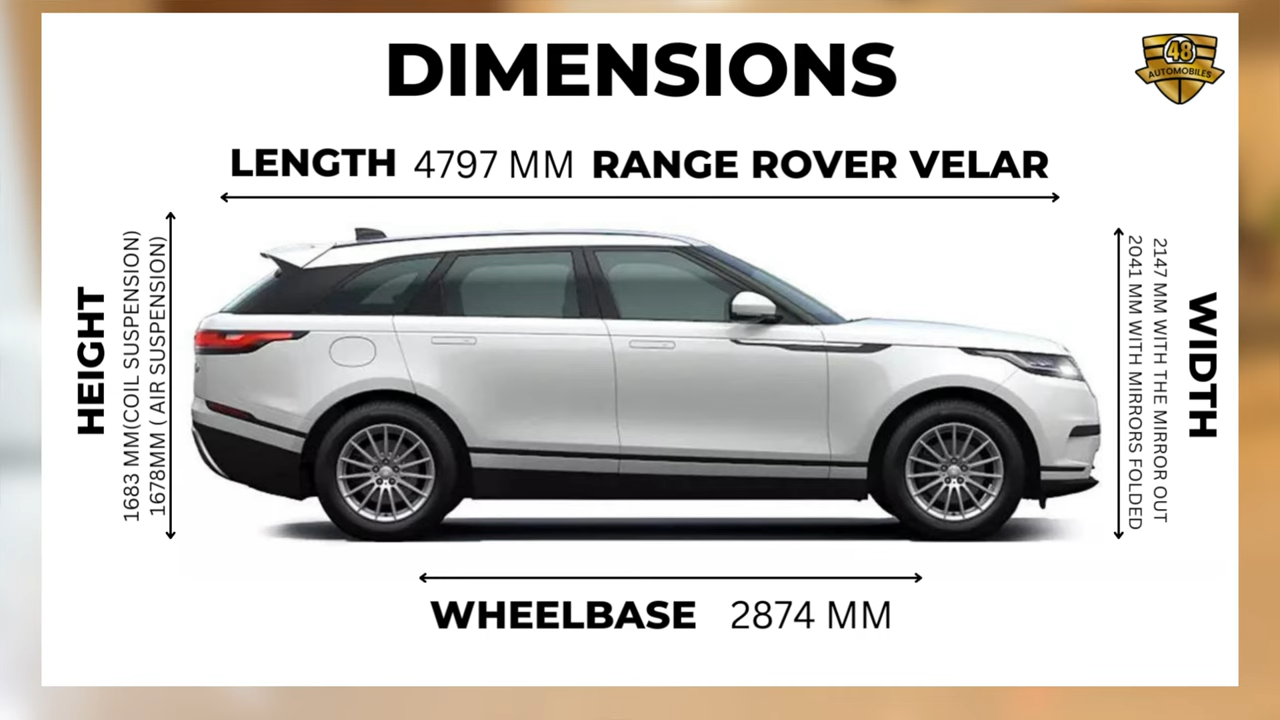 DIMENSIONS
48
AUTOMOBILES
LENGTH 4797 MM RANGE ROVER VELAR
HEIGHT
1683 MM(COIL SUSPENSION)
1678MM ( AIR SUSPENSION)
WIDTH
2147 MM WITH THE MIRROR OUT
2041 MM WITH MIRRORS FOLDED
WHEELBASE 2874 MM